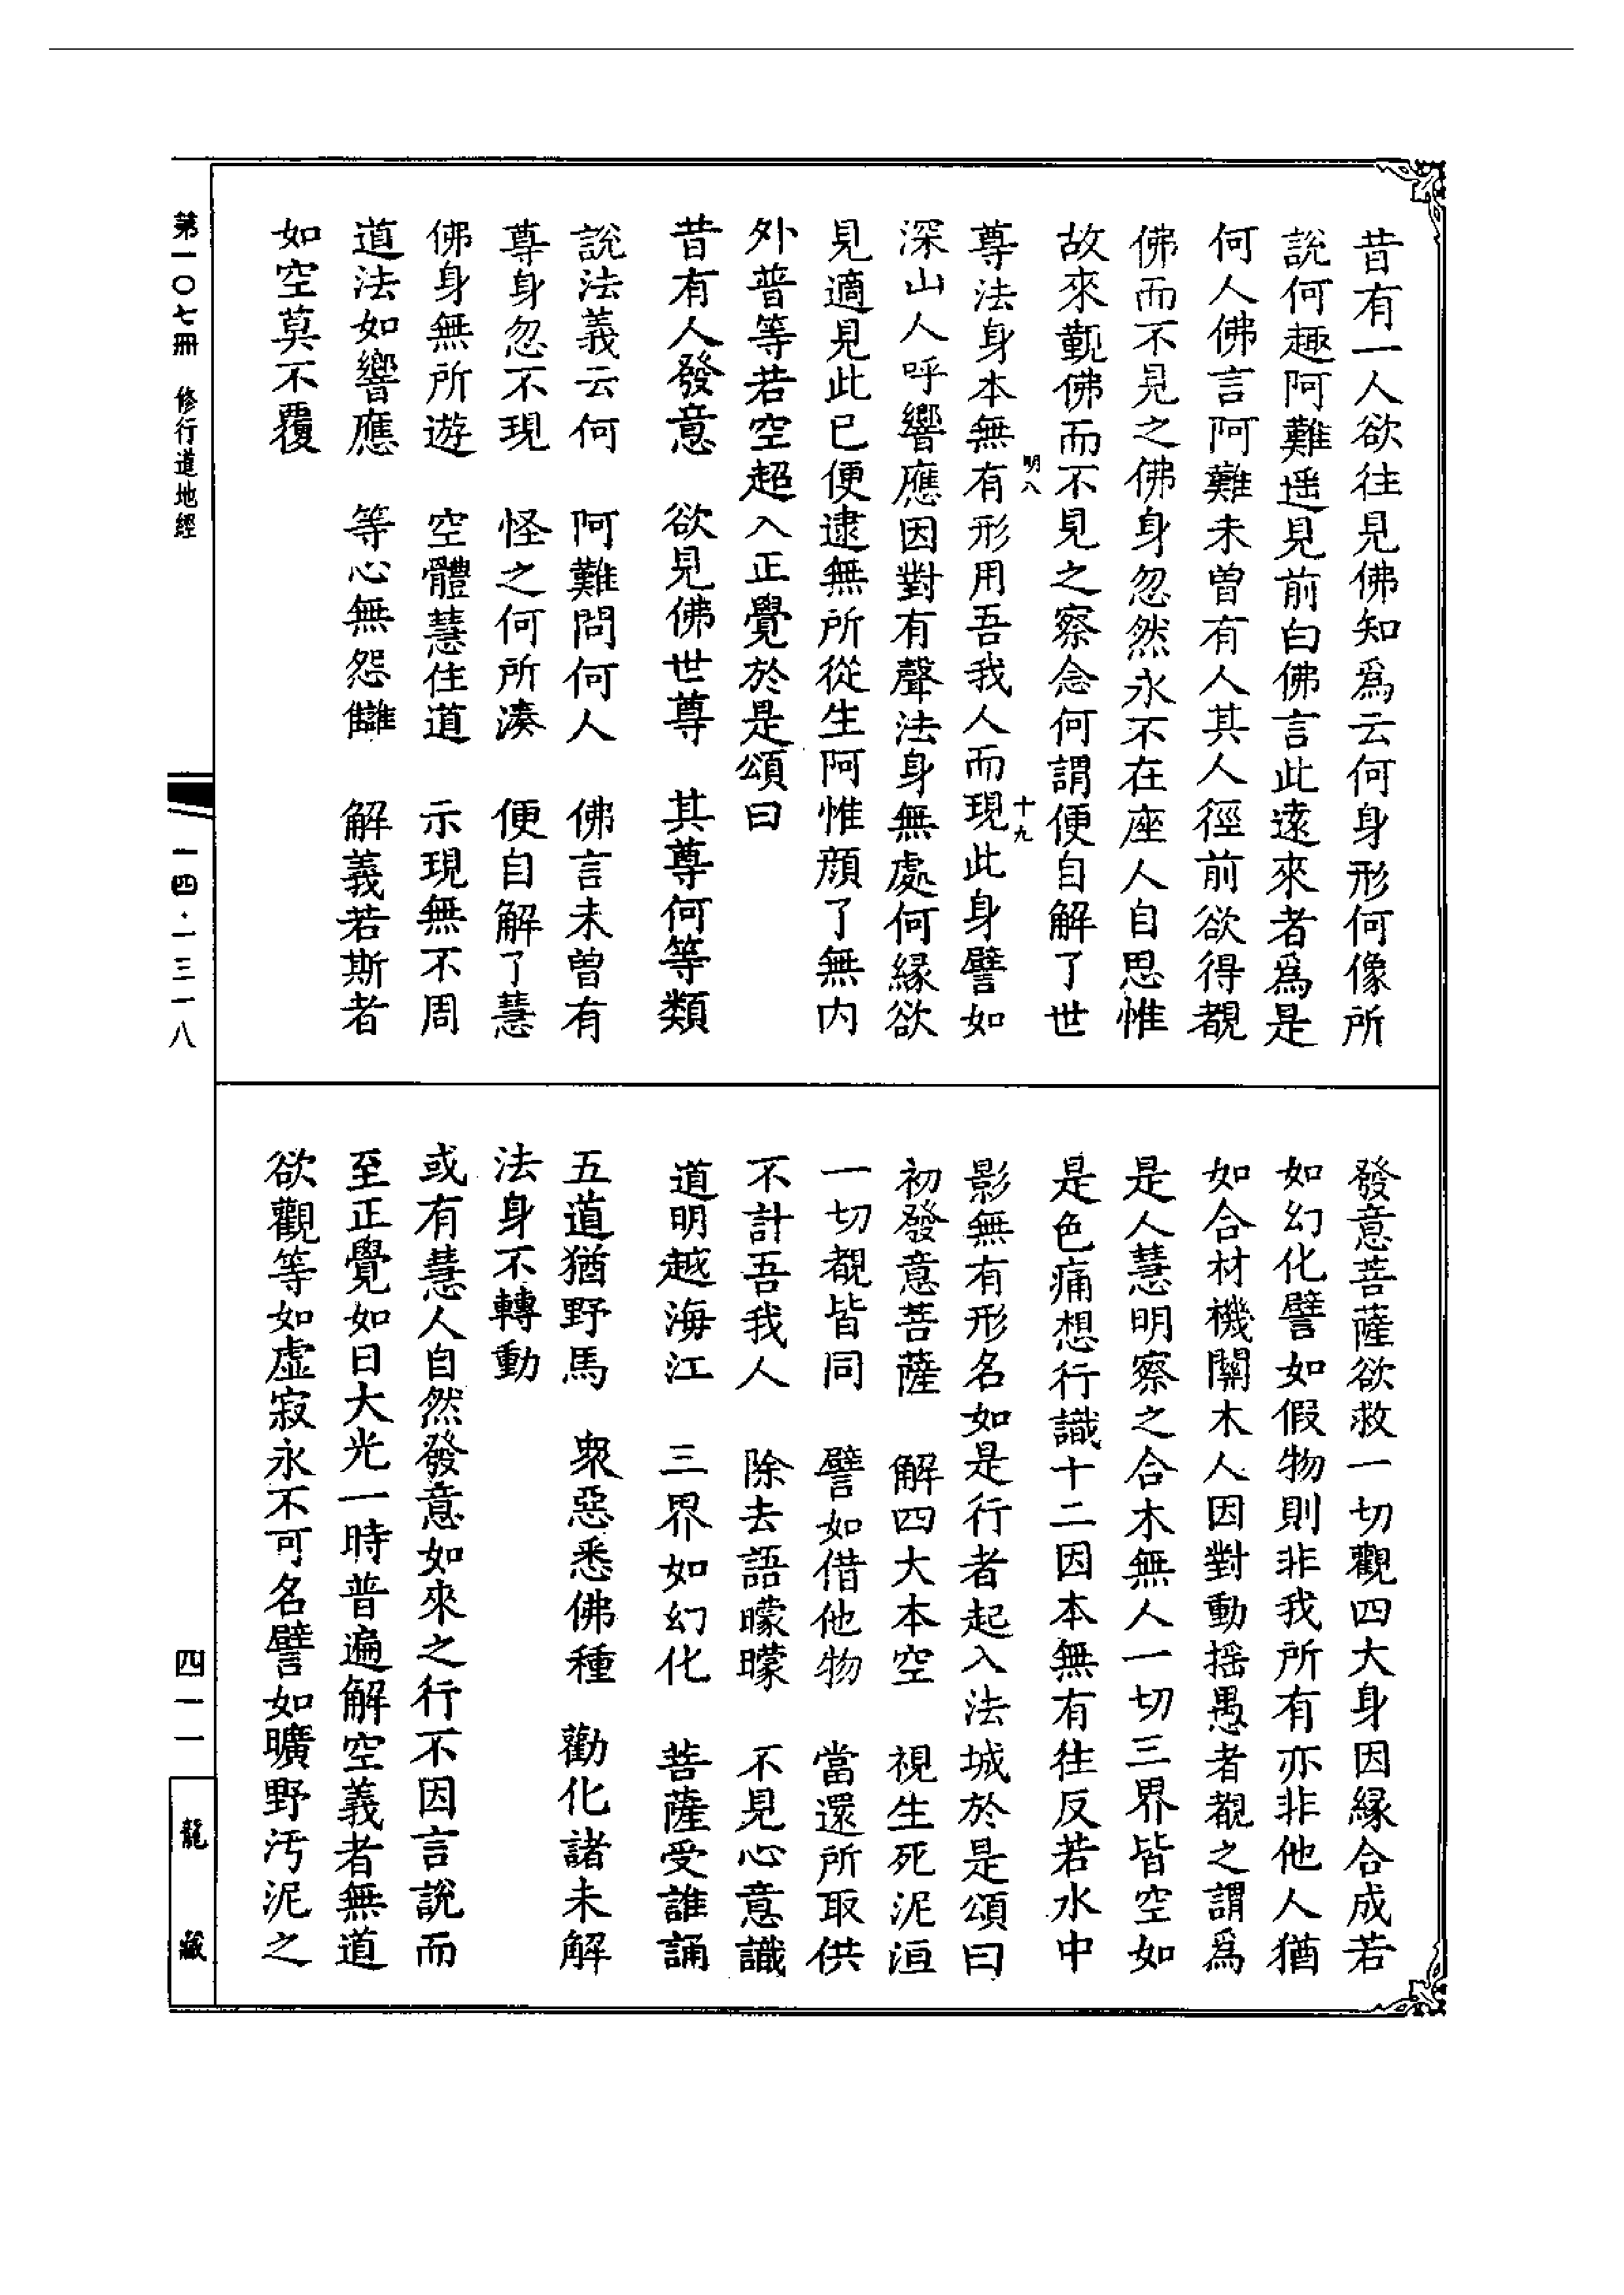 昔有一人欲往見佛知爲云何身形何像所
說何趣阿難遥見前白佛言此遠來者爲是
何人佛言阿難未曽有人其人徑前欲得覩
佛而不見之佛身忽然永不在座人自思惟
故來覲佛而不見之察念何謂便自解了世
明八
十九
尊法身本無有形用吾我人而現此身譬如
深山人呼響應因對有聲法身無處何縁欲
見適見此已便逮無所從生阿惟顔了無内
外普等若空超入正覺於是頌曰
昔有人發意　欲見佛世尊　其尊何等類
說法義云何　阿難問何人　佛言未曽有
尊身忽不現　怪之何所湊　便自解了慧
佛身無所遊　空體慧住道　示現無不周
道法如響應　等心無怨讎　解義若斯者
如空莫不覆
發意菩薩欲救一切觀四大身因縁合成若
如幻化譬如假物則非我所有亦非他人猶
如合材機關木人因對動揺愚者覩之謂爲
是人慧明察之合木無人一切三界皆空如
是色痛想行識十二因本無有往反若水中
影無有形名如是行者起入法城於是頌曰
初發意菩薩　解四大本空　視生死泥洹
一切覩皆同　譬如借他物　當還所取供
不計吾我人　除去語曚曚　不見心意識
道明越海江　三界如幻化　菩薩受誰誦
五道猶野馬　衆惡悉佛種　勸化諸未解
法身不轉動
或有慧人自然發意如來之行不因言說而
至正覺如日大光一時普遍解空義者無道
欲觀等如虚寂永不可名譬如曠野汚泥之
第一〇七册　修行道地經
一四·一三一八
四一一
龍藏